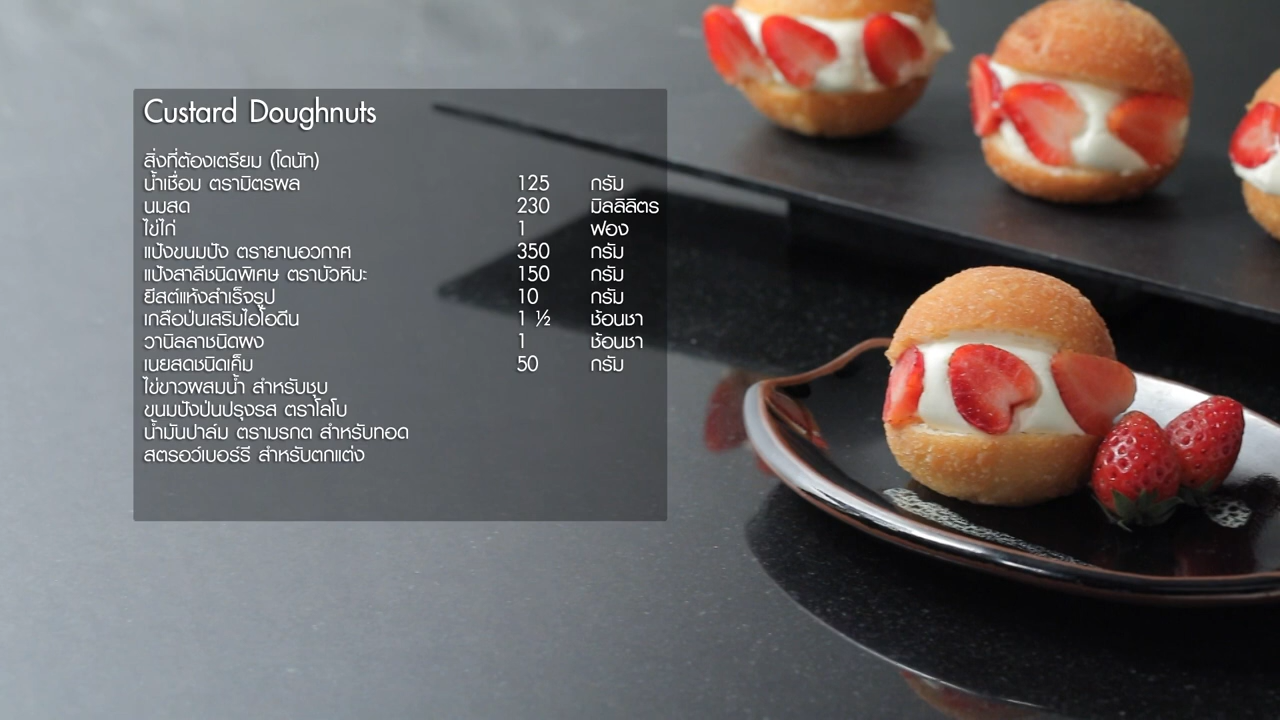 Custard Doughnuts
สิ่งที่ต้องเตรียม (โดนัท)
น้ำเชื่อม ตรามิตรผล 125 กรัม
นมสด 230 มิลลิลิตร
ไข่ไก่ 1 ฟอง
แป้งขนมปัง ตรายานอวกาศ 350 กรัม
แป้งสาลีชนิดพิเศษ ตราบัวหิมะ 150 กรัม
ยีสต์แห้งสำเร็จรูป 10 กรัม
เกลือป่นเสริมไอโอดีน 1 ½ ช้อนชา
วานิลลาชนิดผง 1 ช้อนชา
เนยสดชนิดเค็ม 50 กรัม
ไข่ขาวผสมน้ำ สำหรับชุบ
ขนมปังป่นปรุงรส ตราโลโบ
น้ำมันปาล์ม ตรามรกต สำหรับทอด
สตรอว์เบอร์รี สำหรับตกแต่ง